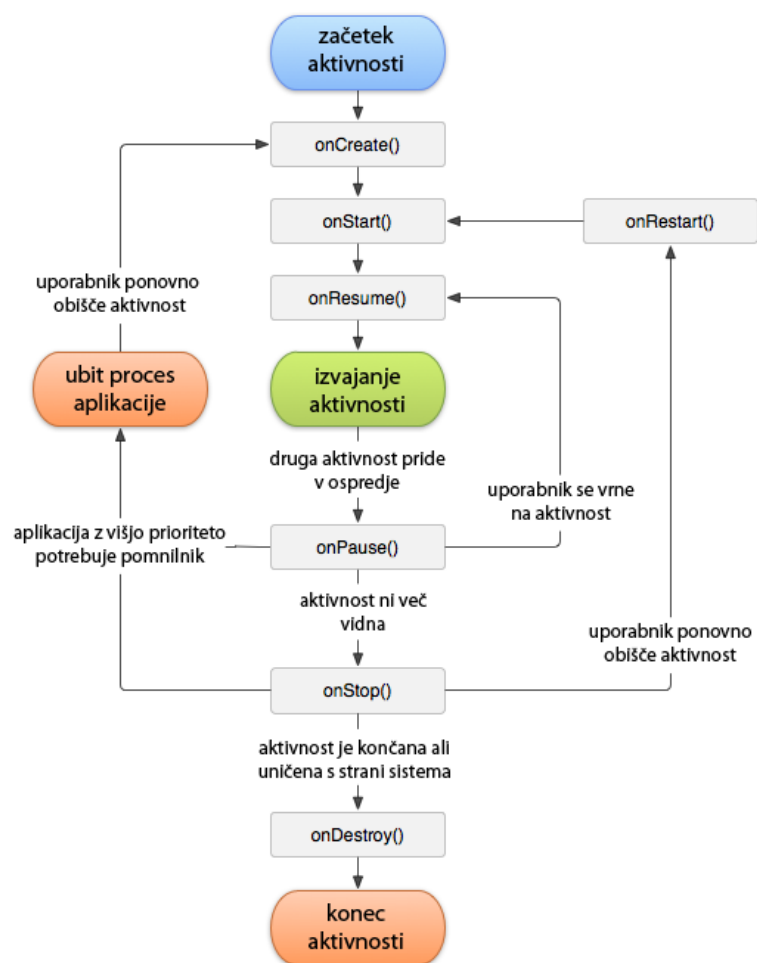 začetek
aktivnosti
onCreate()
onStart()
onRestart()
uporabnik ponovno
obišče aktivnost
onResume()
ubit proces
aplikacije
izvajanje
aktivnosti
druga aktivnost pride
v ospredje
uporabnik se vrne
na aktivnost
aplikacija z višjo prioriteto
potrebuje pomnilnik
onPause()
aktivnost ni več
vidna
uporabnik ponovno
obišče aktivnost
onStop()
aktivnost je končana ali
uničena s strani sistema
onDestroy()
konec
aktivnosti